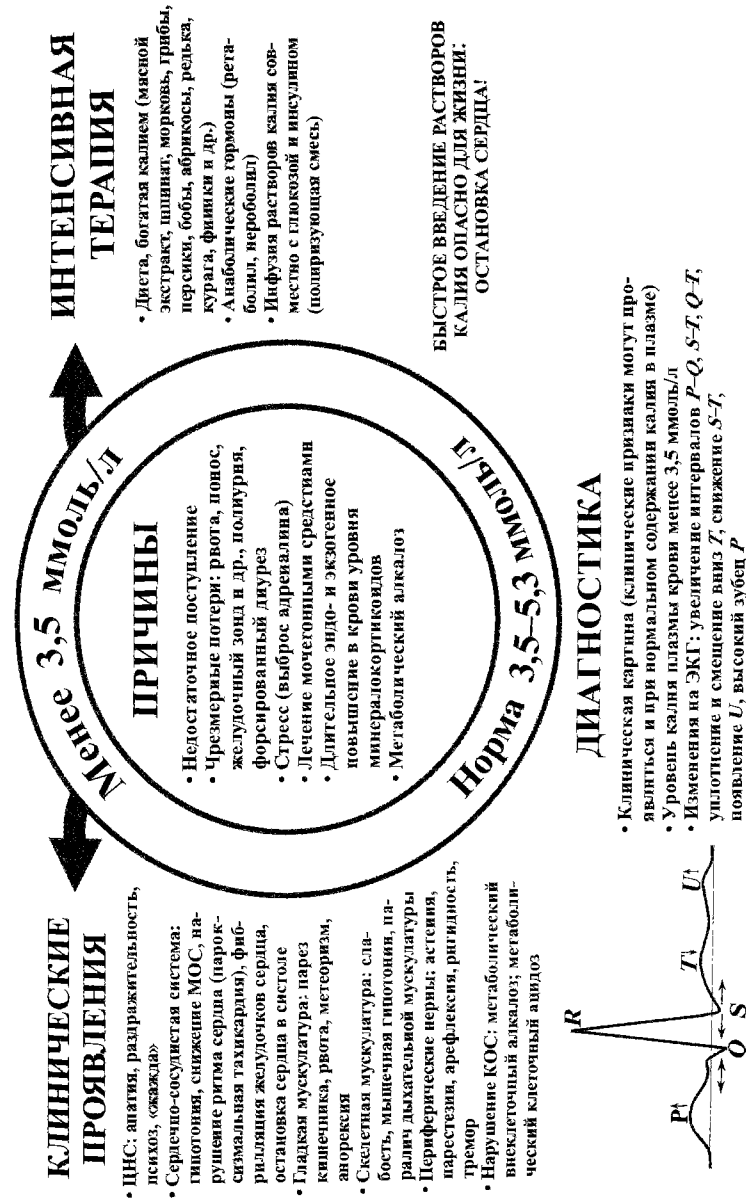 КЛИНИЧЕСКИЕ
ПРОЯВЛЕНИЯ
• ЦНС: апатия, раздражительность,
психоз, «жажда»
• Сердечно-сосудистая система:
гипотония, снижение МОС, на-
рушение ритма сердца (парок-
сизмальная тахикардия), фиб-
рилляция желудочков сердца,
остановка сердца в систоле
• Гладкая мускулатура: парез
кишечника, рвота, метеоризм,
анорексия
• Скелетная мускулатура: сла-
бость, мышечная гипотония, па-
ралич дыхательной мускулатуры
• Периферические нервы: астения,
парестезии, арефлексия, ригидность,
тремор
• Нарушение КОС: метаболический
внеклеточный алкалоз; метаболи-
ческий клеточный ацидоз
Менее 3,5 ммоль/л
ПРИЧИНЫ
• Недостаточное поступление
• Чрезмерные потери: рвота, понос,
желудочный зонд и др., полиурия,
форсированный диурез
• Стресс (выброс адреналина)
• Лечение мочегонными средствами
• Длительное эндо- и экзогенное
повышение в крови уровня
минералокортикоидов
• Метаболический алкалоз
Норма 3,5–5,3 ммоль/л
ИНТЕНСИВНАЯ
ТЕРАПИЯ
• Диета, богатая калием (мясной
экстракт, шпинат, морковь, грибы,
персики, бобы, абрикосы, редька,
курага, финики и др.)
• Анаболические гормоны (рета-
болил, нероболил)
• Инфузия растворов калия сов-
местно с глюкозой и инсулином
(поляризующая смесь)
БЫСТРОЕ ВВЕДЕНИЕ РАСТВОРОВ
КАЛИЯ ОПАСНО ДЛЯ ЖИЗНИ:
ОСТАНОВКА СЕРДЦА!
ДИАГНОСТИКА
• Клиническая картина (клинические признаки могут про-
являться и при нормальном содержании калия в плазме)
• Уровень калия плазмы крови менее 3,5 ммоль/л
• Изменения на ЭКГ: увеличение интервалов P–Q, S–T, Q–T,
уплотнение и смещение вниз T, снижение S–T,
появление U, высокий зубец P
P↑
R
T↓
U↑
Q
S